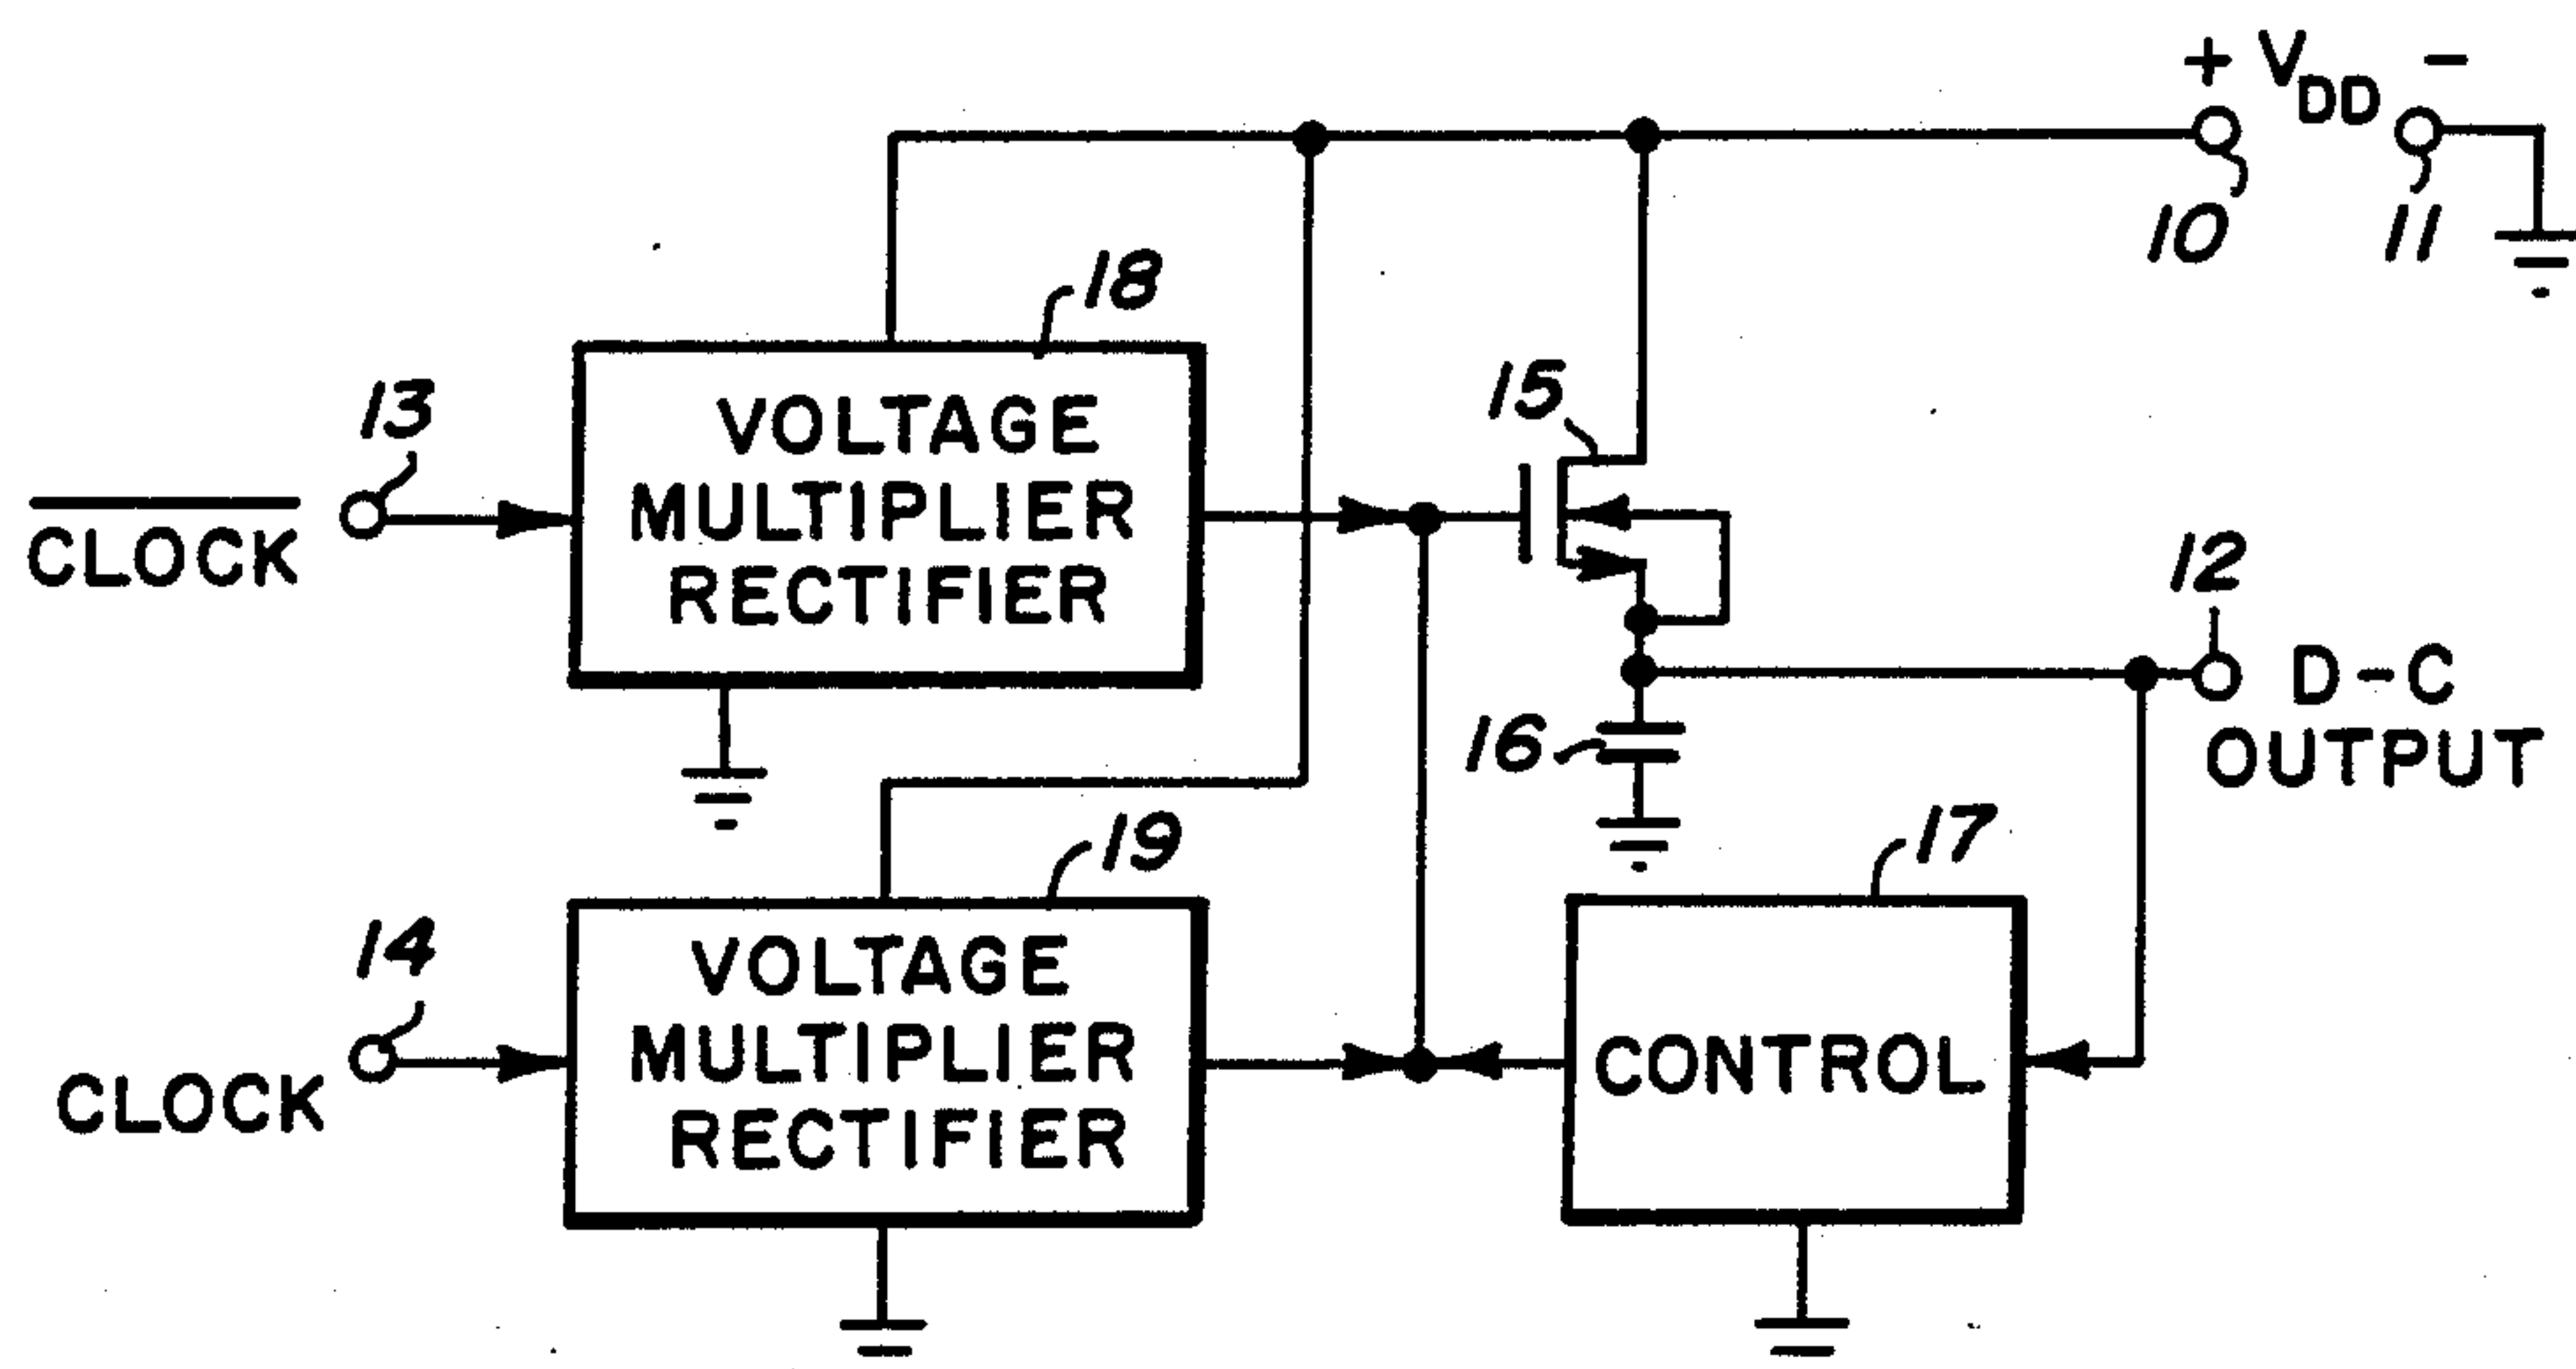 + V_DD -
10
11
18
13
CLOCK
VOLTAGE
MULTIPLIER
RECTIFIER
15
12
D-C
OUTPUT
16
19
17
14
CLOCK
VOLTAGE
MULTIPLIER
RECTIFIER
CONTROL